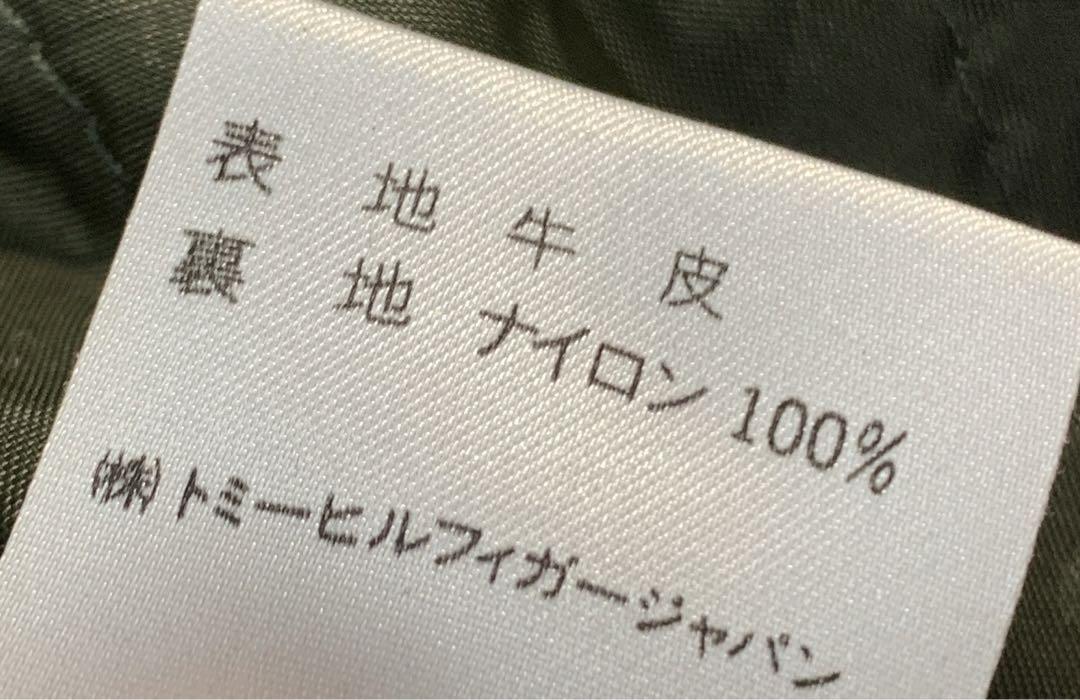 表 地 牛 皮
裏 地 ナイロン 100%
㈱トミーヒルフィガージャパン